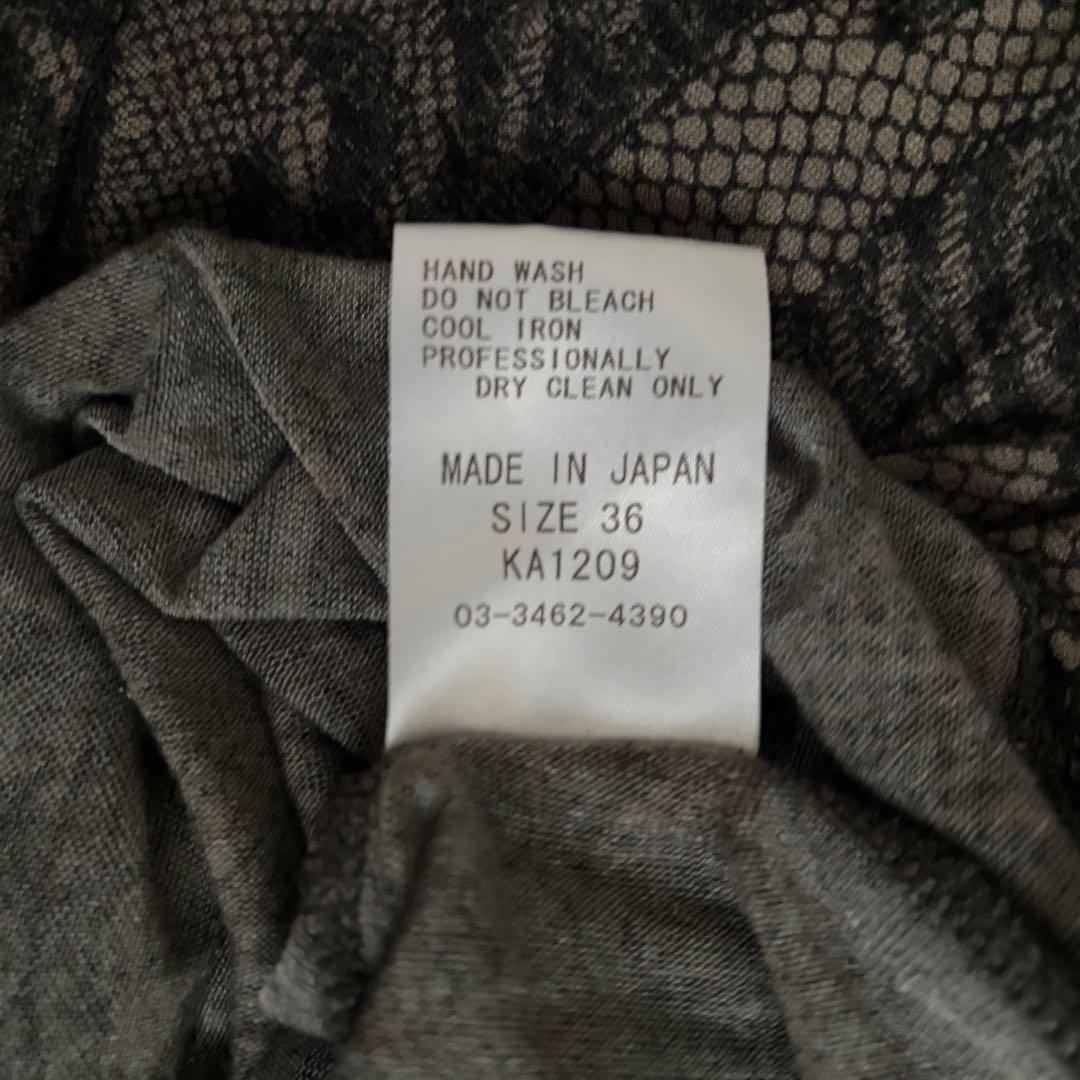 HAND WASH
DO NOT BLEACH
COOL IRON
PROFESSIONALLY
DRY CLEAN ONLY
MADE IN JAPAN
SIZE 36
KA1209
03-3462-4390